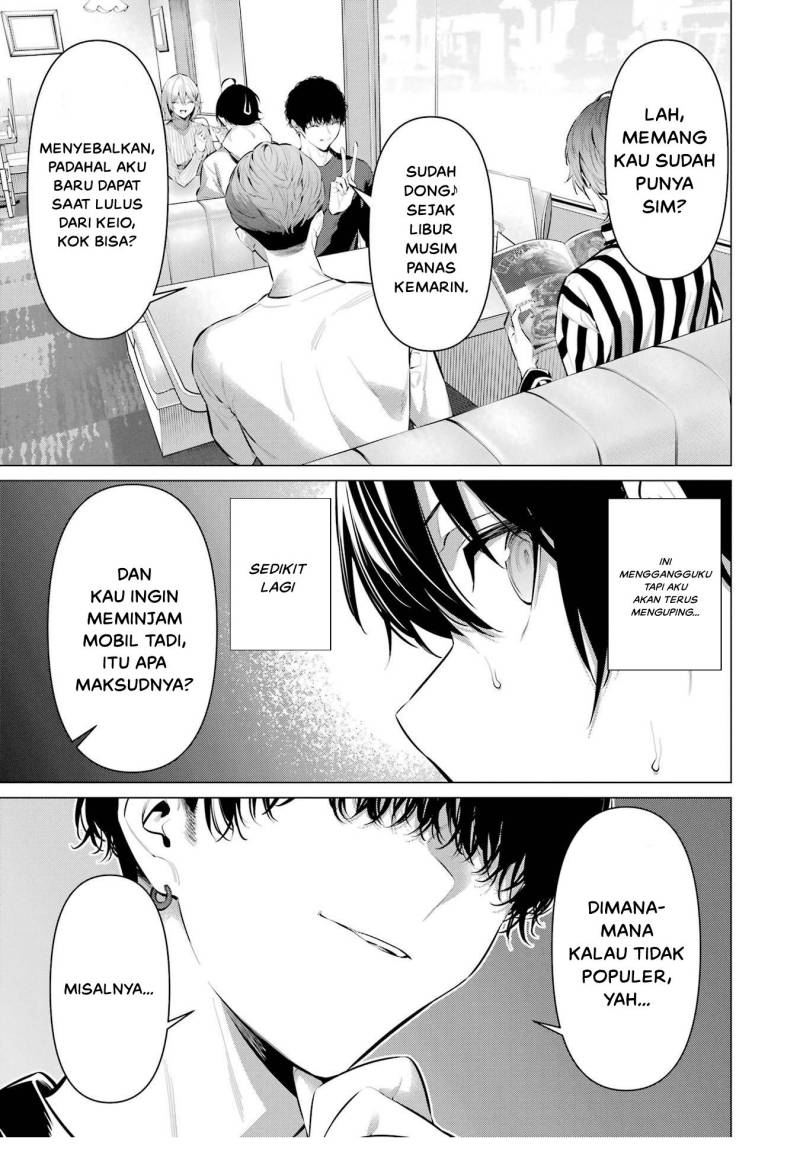 LAH,
MEMANG
KAU SUDAH
PUNYA
SIM?
SUDAH
DONG♪
SEJAK
LIBUR
MUSIM
PANAS
KEMARIN.
MENYEBALKAN,
PADAHAL AKU
BARU DAPAT
SAAT LULUS
DARI KEIO,
KOK BISA?
INI
MENGGANGGUKU
TAPI AKU
AKAN TERUS
MENGUPING...
SEDIKIT
LAGI
DAN
KAU INGIN
MEMINJAM
MOBIL TADI,
ITU APA
MAKSUDNYA?
DIMANA-
MANA
KALAU TIDAK
POPULER,
YAH...
MISALNYA...